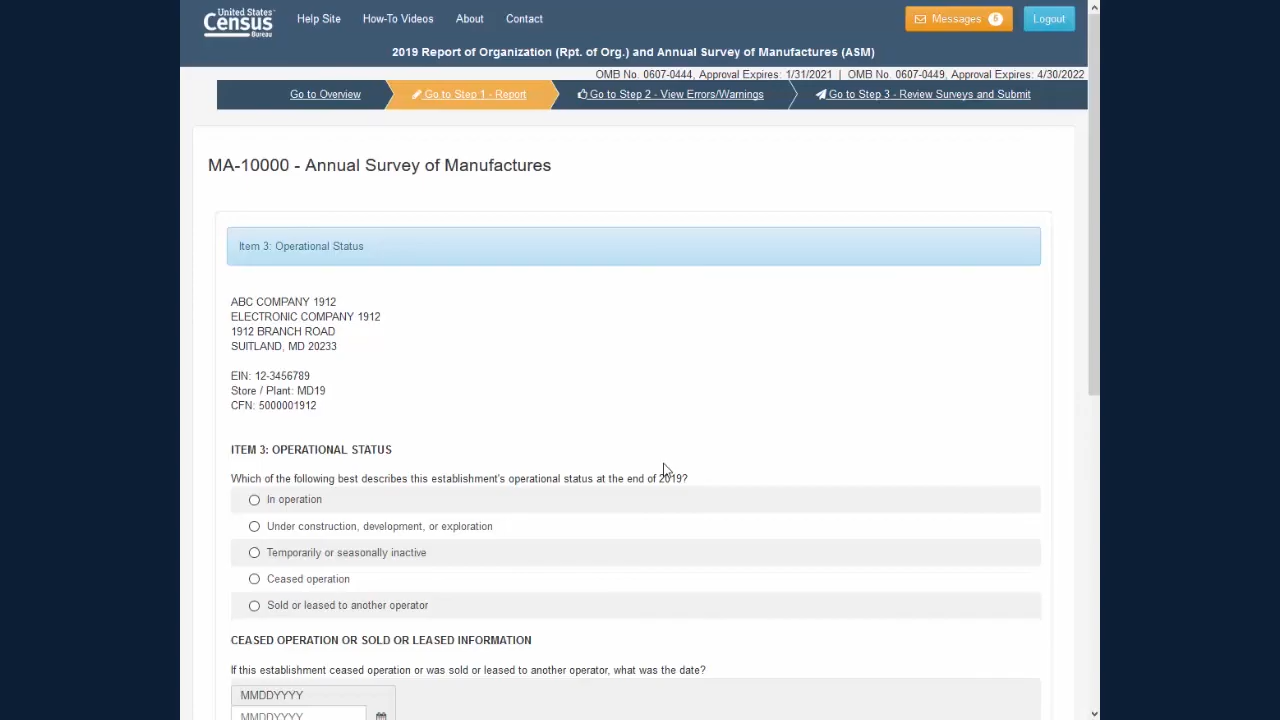 United States
Census
Bureau
Help Site
How-To Videos
About
Contact
Messages 6
Logout
2019 Report of Organization (Rpt. of Org.) and Annual Survey of Manufactures (ASM)
OMB No. 0607-0444, Approval Expires: 1/31/2021 | OMB No. 0607-0449, Approval Expires: 4/30/2022
Go to Overview
Go to Step 1 - Report
Go to Step 2 - View Errors/Warnings
Go to Step 3 - Review Surveys and Submit
MA-10000 - Annual Survey of Manufactures
Item 3: Operational Status
ABC COMPANY 1912
ELECTRONIC COMPANY 1912
1912 BRANCH ROAD
SUITLAND, MD 20233
EIN: 12-3456789
Store / Plant: MD19
CFN: 5000001912
ITEM 3: OPERATIONAL STATUS
Which of the following best describes this establishment's operational status at the end of 2019?
In operation
Under construction, development, or exploration
Temporarily or seasonally inactive
Ceased operation
Sold or leased to another operator
CEASED OPERATION OR SOLD OR LEASED INFORMATION
If this establishment ceased operation or was sold or leased to another operator, what was the date?
MMDDYYYY
MMDDYYYY